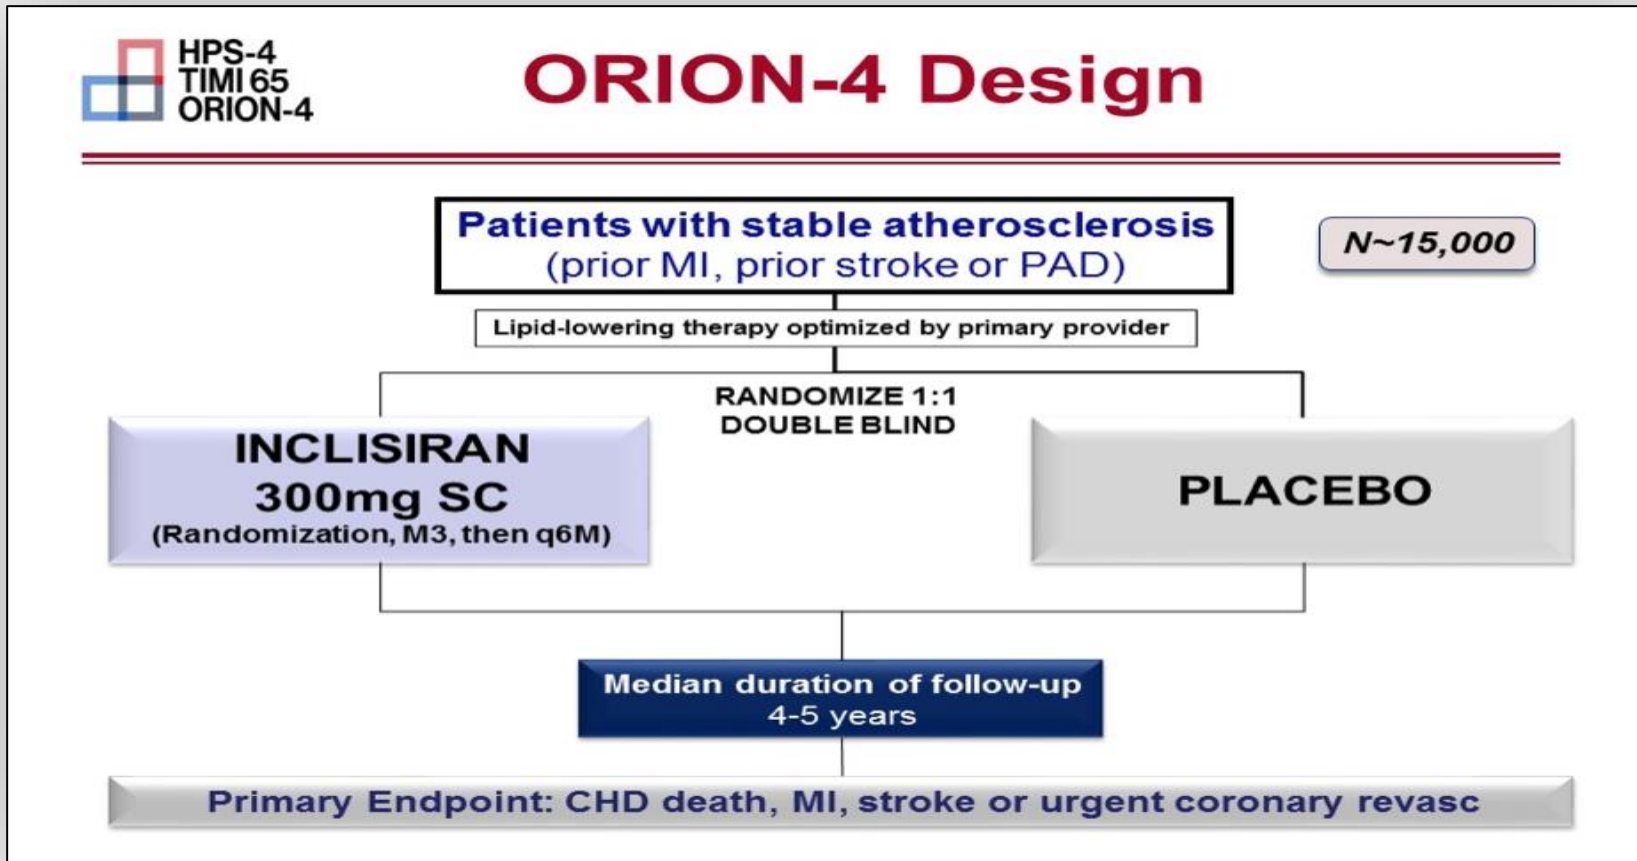 HPS-4
TIMI 65
ORION-4
ORION-4 Design
Patients with stable atherosclerosis
(prior MI, prior stroke or PAD)
N~15,000
Lipid-lowering therapy optimized by primary provider
RANDOMIZE 1:1
DOUBLE BLIND
INCLISIRAN
300mg SC
(Randomization, M3, then q6M)
PLACEBO
Median duration of follow-up
4-5 years
Primary Endpoint: CHD death, MI, stroke or urgent coronary revasc